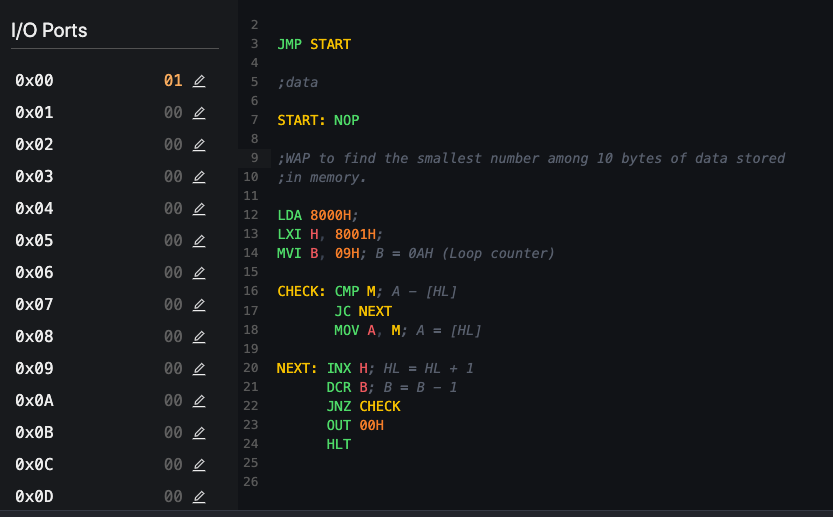 I/O Ports
0x00 01
0x01 00
0x02 00
0x03 00
0x04 00
0x05 00
0x06 00
0x07 00
0x08 00
0x09 00
0x0A 00
0x0B 00
0x0C 00
0x0D 00
2
3 JMP START
4
5 ;data
6
7 START: NOP
8
9 ;WAP to find the smallest number among 10 bytes of data stored
10 ;in memory.
11
12 LDA 8000H;
13 LXI H, 8001H;
14 MVI B, 09H; B = 0AH (Loop counter)
15
16 CHECK: CMP M; A - [HL]
17 JC NEXT
18 MOV A, M; A = [HL]
19
20 NEXT: INX H; HL = HL + 1
21 DCR B; B = B - 1
22 JNZ CHECK
23 OUT 00H
24 HLT
25
26